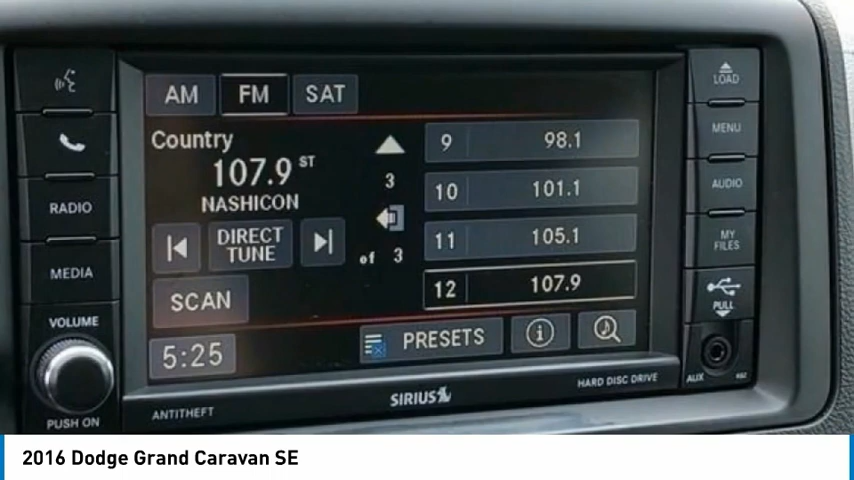 AM FM SAT
Country
107.9 ST
NASHICON
DIRECT
TUNE
SCAN
5:25
3
of 3
9 98.1
10 101.1
11 105.1
12 107.9
PRESETS
RADIO
MEDIA
VOLUME
PUSH ON
LOAD
MENU
AUDIO
MY
FILES
PULL
AUX
ANTITHEFT
SIRIUS
HARD DISC DRIVE
2016 Dodge Grand Caravan SE